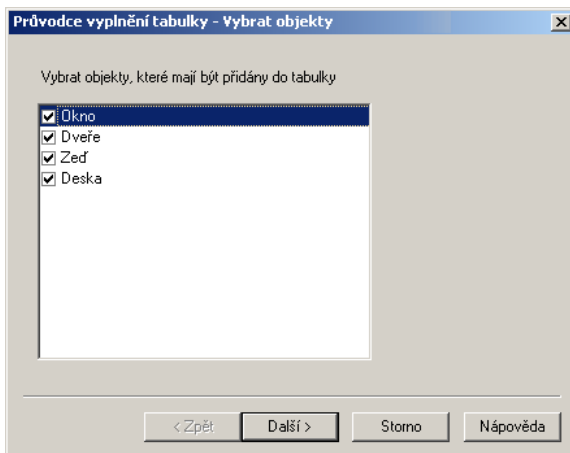 Průvodce vyplnění tabulky - Vybrat objekty
Vybrat objekty, které mají být přidány do tabulky
Okno
Dveře
Zeď
Deska
< Zpět
Další >
Storno
Nápověda